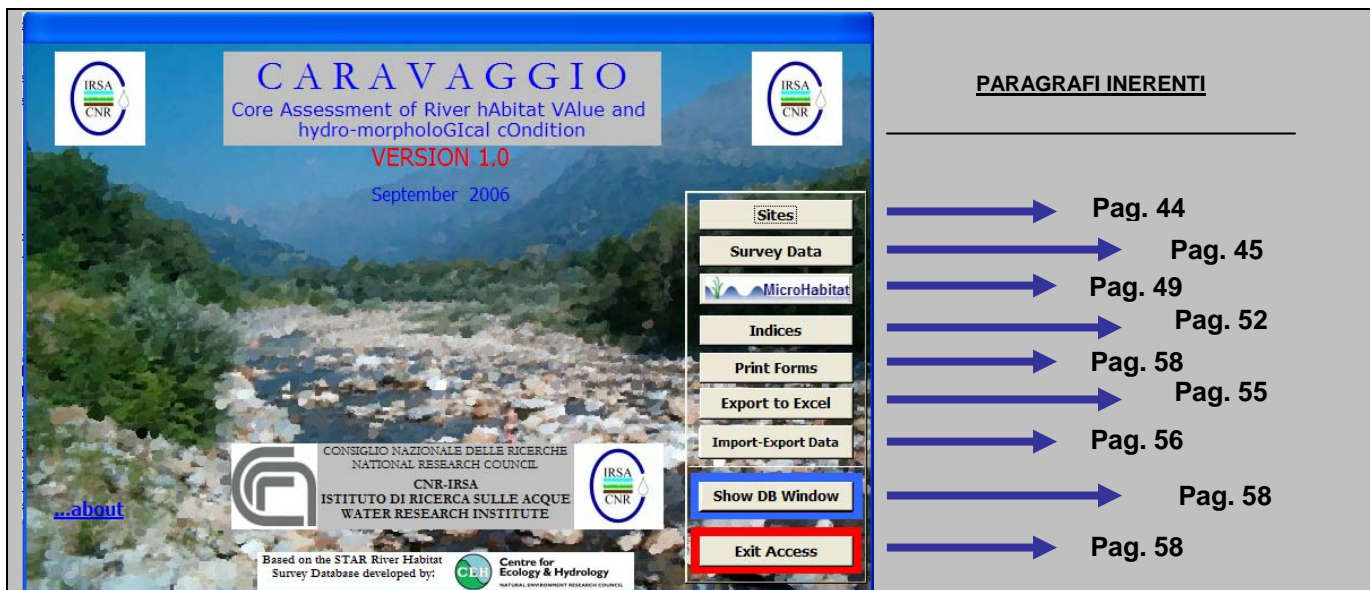 IRSA
CNR
C A R A V A G G I O
Core Assessment of River hAbitat VAlue and
hydro-morpholoGIcal cOndition
VERSION 1.0
September 2006
IRSA
CNR
PARAGRAFI INERENTI
Sites
Pag. 44
Survey Data
Pag. 45
MicroHabitat
Pag. 49
Indices
Pag. 52
Print Forms
Pag. 58
Export to Excel
Pag. 55
Import-Export Data
Pag. 56
Show DB Window
Pag. 58
Exit Access
Pag. 58
...about
CONSIGLIO NAZIONALE DELLE RICERCHE
NATIONAL RESEARCH COUNCIL
CNR-IRSA
ISTITUTO DI RICERCA SULLE ACQUE
WATER RESEARCH INSTITUTE
IRSA
CNR
Based on the STAR River Habitat
Survey Database developed by:
CEH
Centre for
Ecology & Hydrology
NATURAL ENVIRONMENT RESEARCH COUNCIL